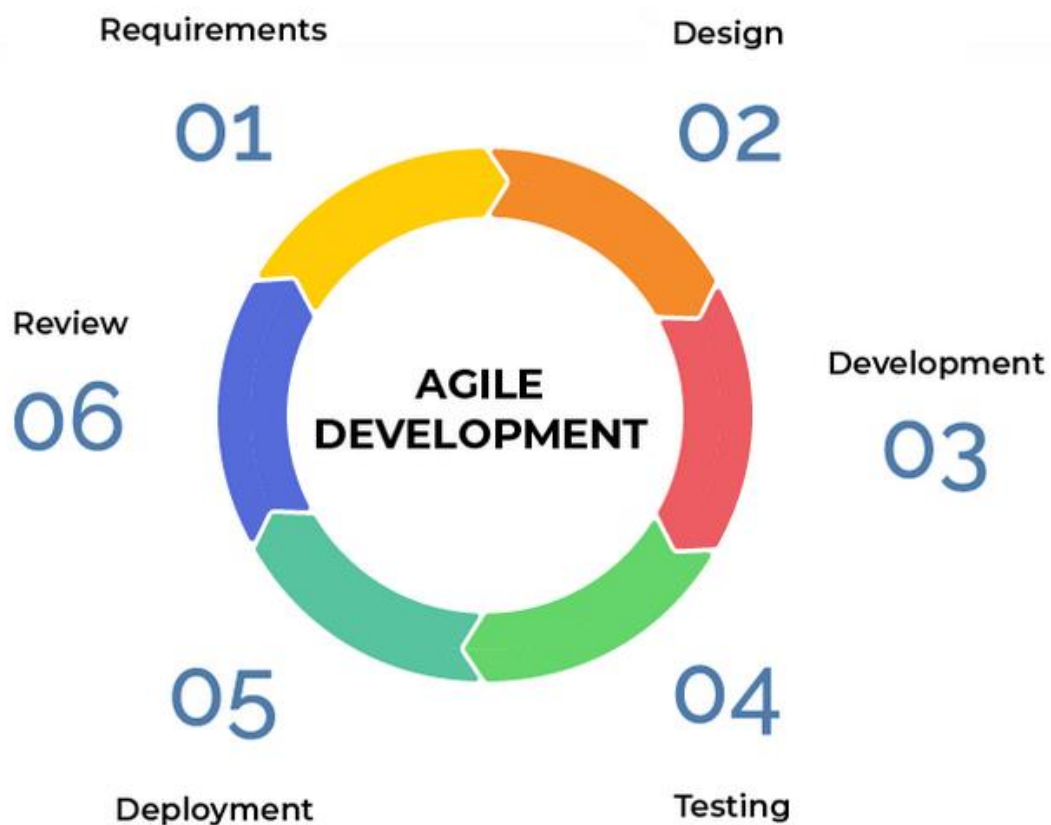 Requirements
01
Design
02
Development
03
Testing
04
Deployment
05
Review
06
AGILE
DEVELOPMENT